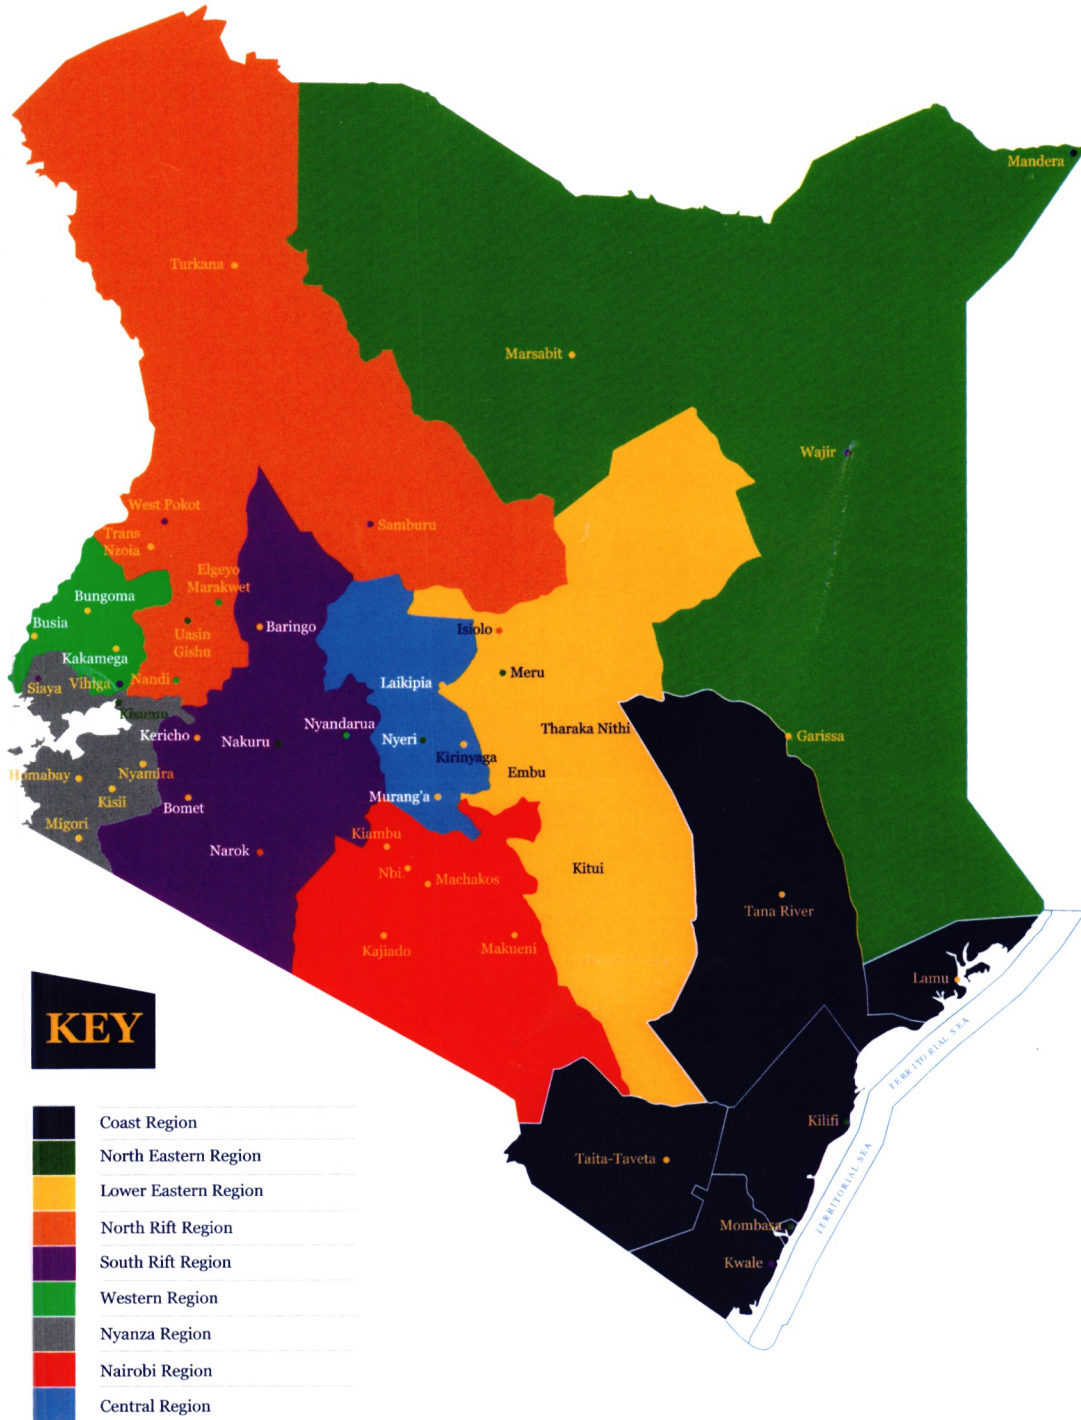 Mandera
Turkana
Marsabit
Wajir
West Pokot
Samburu
Trans
Nzoia
Elgeyo
Marakwet
Bungoma
Busia
Uasin
Gishu
Baringo
Isiolo
Kakamega
Meru
Vihiga
Nandi
Siaya
Laikipia
Kisumu
Nyandarua
Tharaka Nithi
Kericho
Nakuru
Nyeri
Garissa
Kirinyaga
Homabay
Nyamira
Embu
Kisii
Bomet
Murang'a
Migori
Kiambu
Narok
Nbi.
Machakos
Kitui
Tana River
Kajiado
Makueni
Lamu
KEY
TERRITORIAL SEA
Coast Region
Kilifi
North Eastern Region
Taita-Taveta
TERRITORIAL SEA
Lower Eastern Region
North Rift Region
Mombasa
South Rift Region
Kwale
Western Region
Nyanza Region
Nairobi Region
Central Region